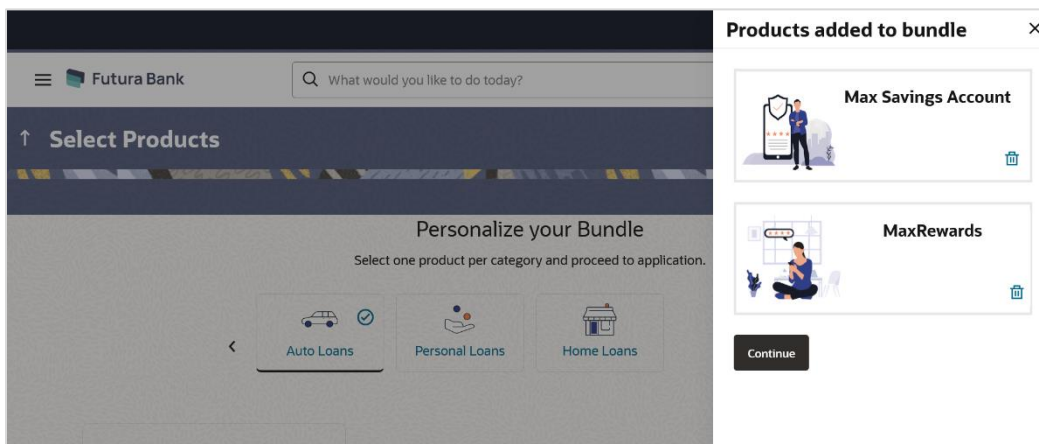 Products added to bundle
Futura Bank
What would you like to do today?
Max Savings Account
Select Products
Personalize your Bundle
Select one product per category and proceed to application.
MaxRewards
Auto Loans
Personal Loans
Home Loans
Continue